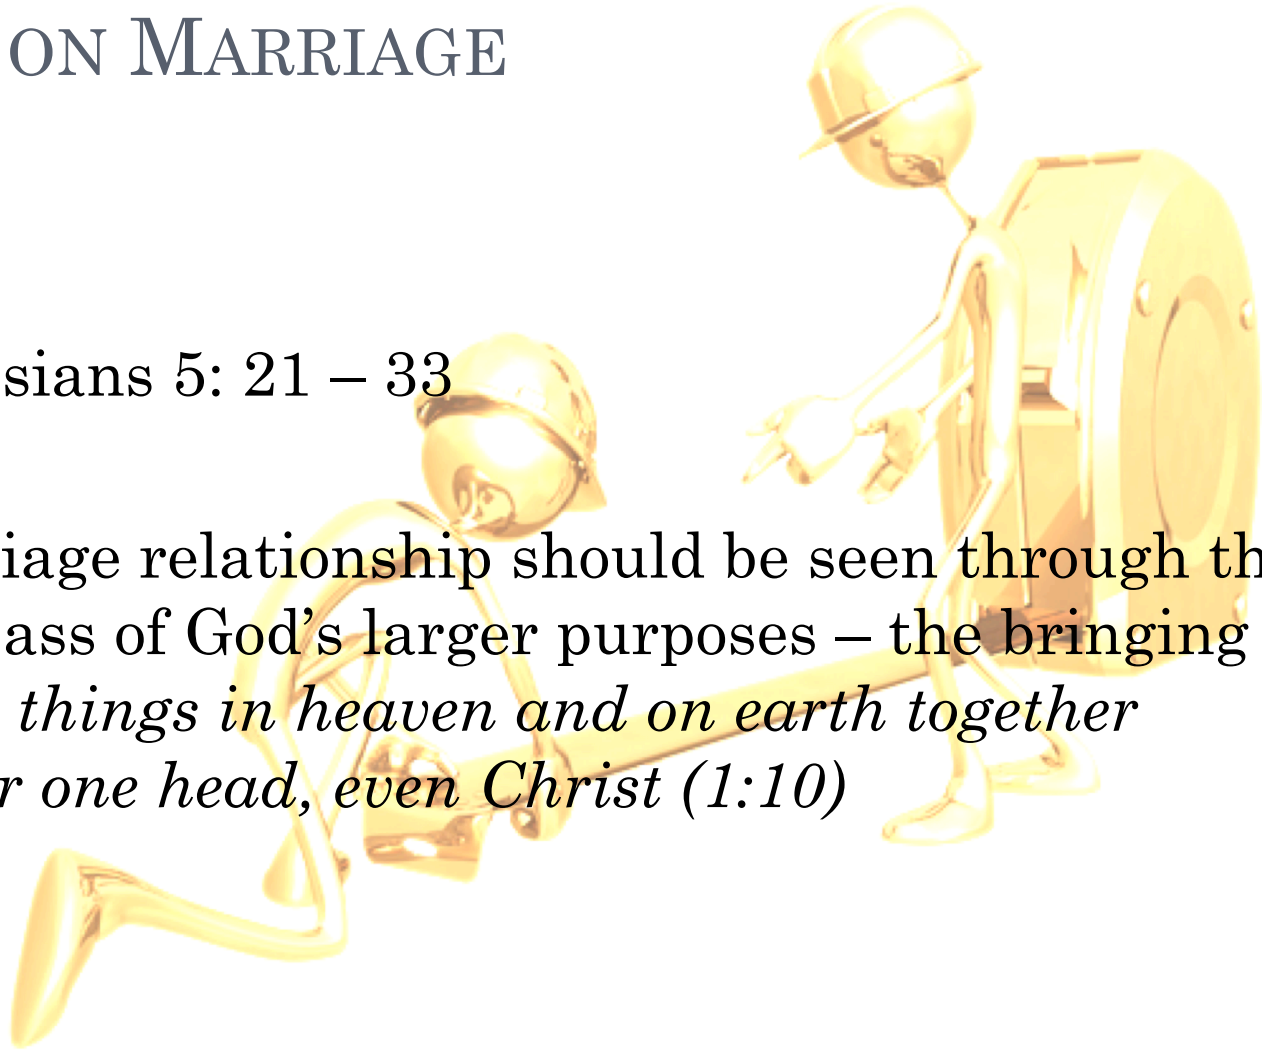 ON MARRIAGE
sians 5: 21 – 33
iage relationship should be seen through th
ass of God’s larger purposes – the bringing
things in heaven and on earth together
r one head, even Christ (1:10)